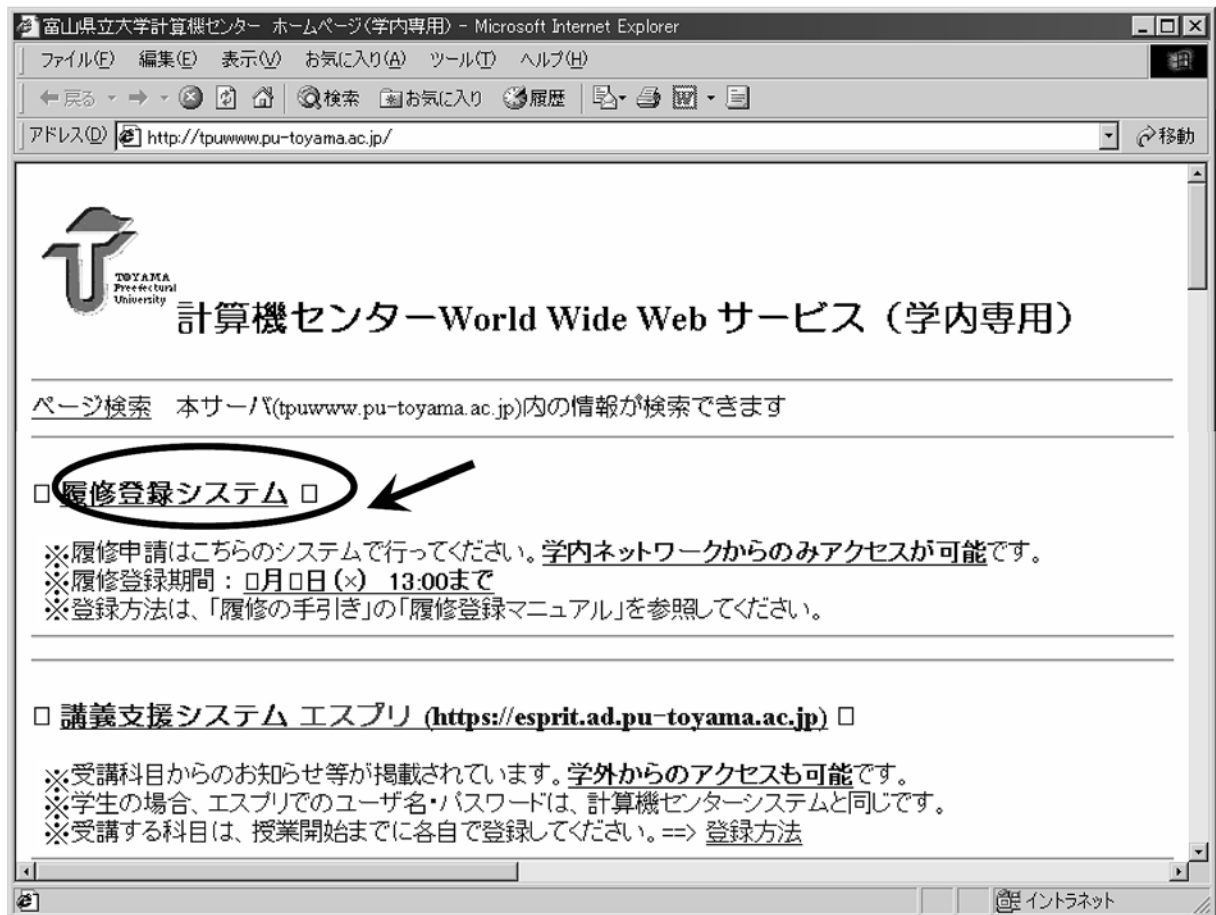 富山県立大学計算機センター ホームページ(学内専用) - Microsoft Internet Explorer
ファイル(F) 編集(E) 表示(V) お気に入り(A) ツール(T) ヘルプ(H)
戻る 検索 お気に入り 履歴
アドレス(D) http://tpuwww.pu-toyama.ac.jp/ 移動
TOYAMA
Preefectural
University
計算機センターWorld Wide Web サービス（学内専用）
ページ検索　本サーバ(tpuwww.pu-toyama.ac.jp)内の情報が検索できます
□ 履修登録システム □
※履修申請はこちらのシステムで行ってください。学内ネットワークからのみアクセスが可能です。
※履修登録期間：□月□日(×) 13:00まで
※登録方法は、「履修の手引き」の「履修登録マニュアル」を参照してください。
□ 講義支援システム エスプリ (https://esprit.ad.pu-toyama.ac.jp) □
※受講科目からのお知らせ等が掲載されています。学外からのアクセスも可能です。
※学生の場合、エスプリでのユーザ名・パスワードは、計算機センターシステムと同じです。
※受講する科目は、授業開始までに各自で登録してください。==> 登録方法
イントラネット